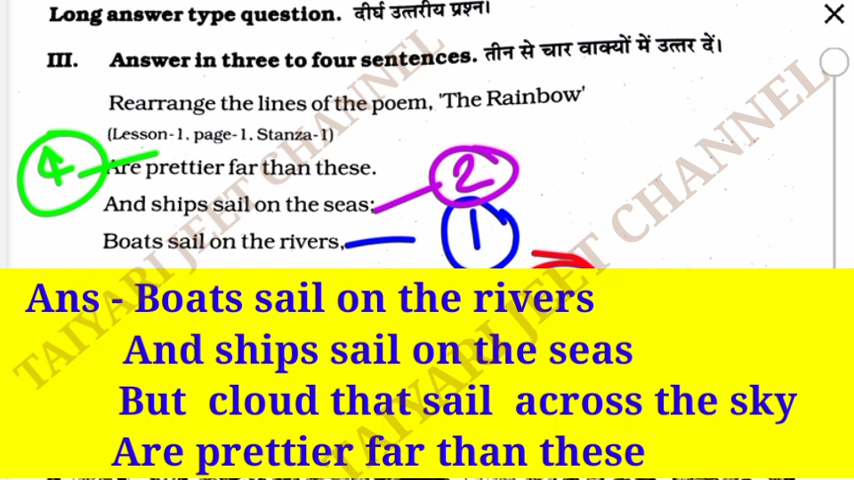 Long answer type question. दीर्घ उत्तरीय प्रश्न।
III. Answer in three to four sentences. तीन से चार वाक्यों में उत्तर दें।
Rearrange the lines of the poem, 'The Rainbow'
(Lesson-1, page-1, Stanza-1)
4 Are prettier far than these.
And ships sail on the seas; 2
Boats sail on the rivers, 1
Ans - Boats sail on the rivers
And ships sail on the seas
But cloud that sail across the sky
Are prettier far than these
TAIYARI JEET CHANNEL
TAIYARI JEET CHANNEL